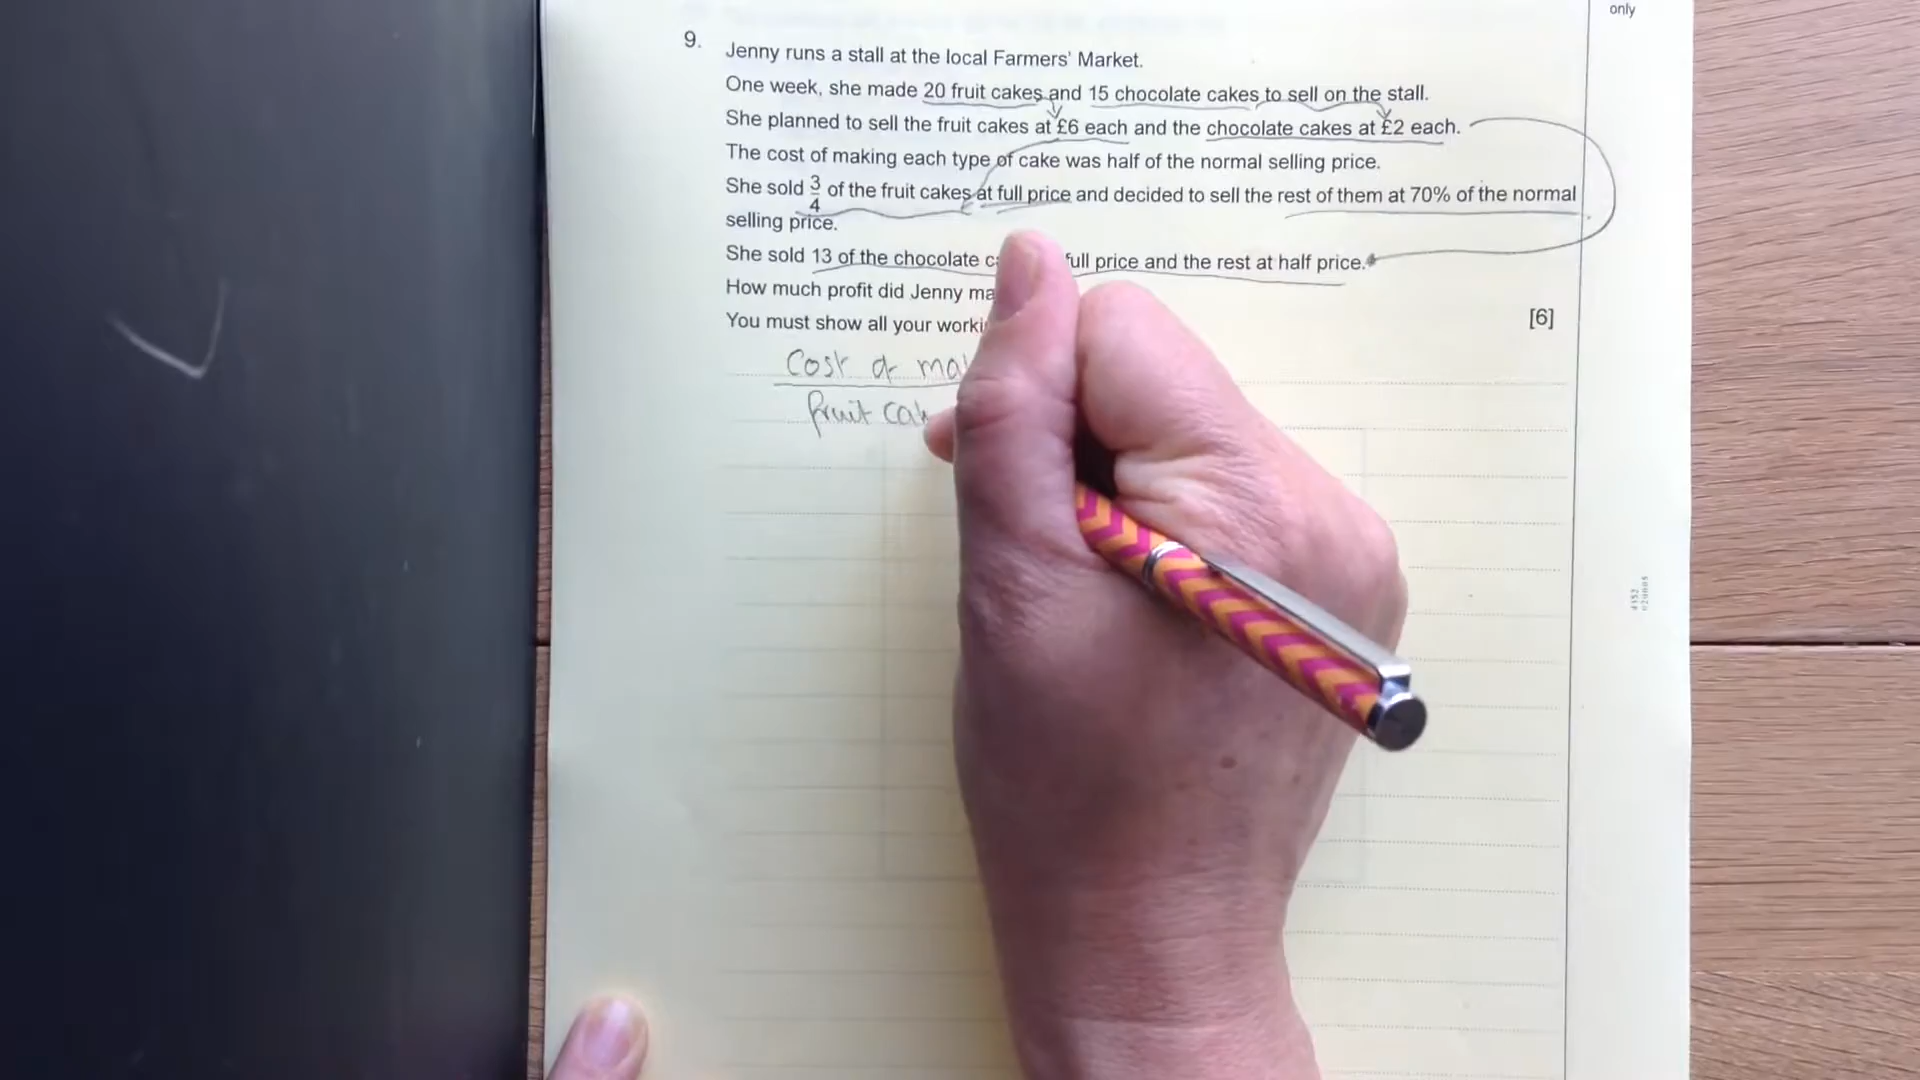 only
9.
Jenny runs a stall at the local Farmers' Market.
One week, she made 20 fruit cakes and 15 chocolate cakes to sell on the stall.
She planned to sell the fruit cakes at £6 each and the chocolate cakes at £2 each.
The cost of making each type of cake was half of the normal selling price.
She sold 3/4 of the fruit cakes at full price and decided to sell the rest of them at 70% of the normal
selling price.
She sold 13 of the chocolate full price and the rest at half price.
How much profit did Jenny
You must show all your
[6]
Cost of
fruit